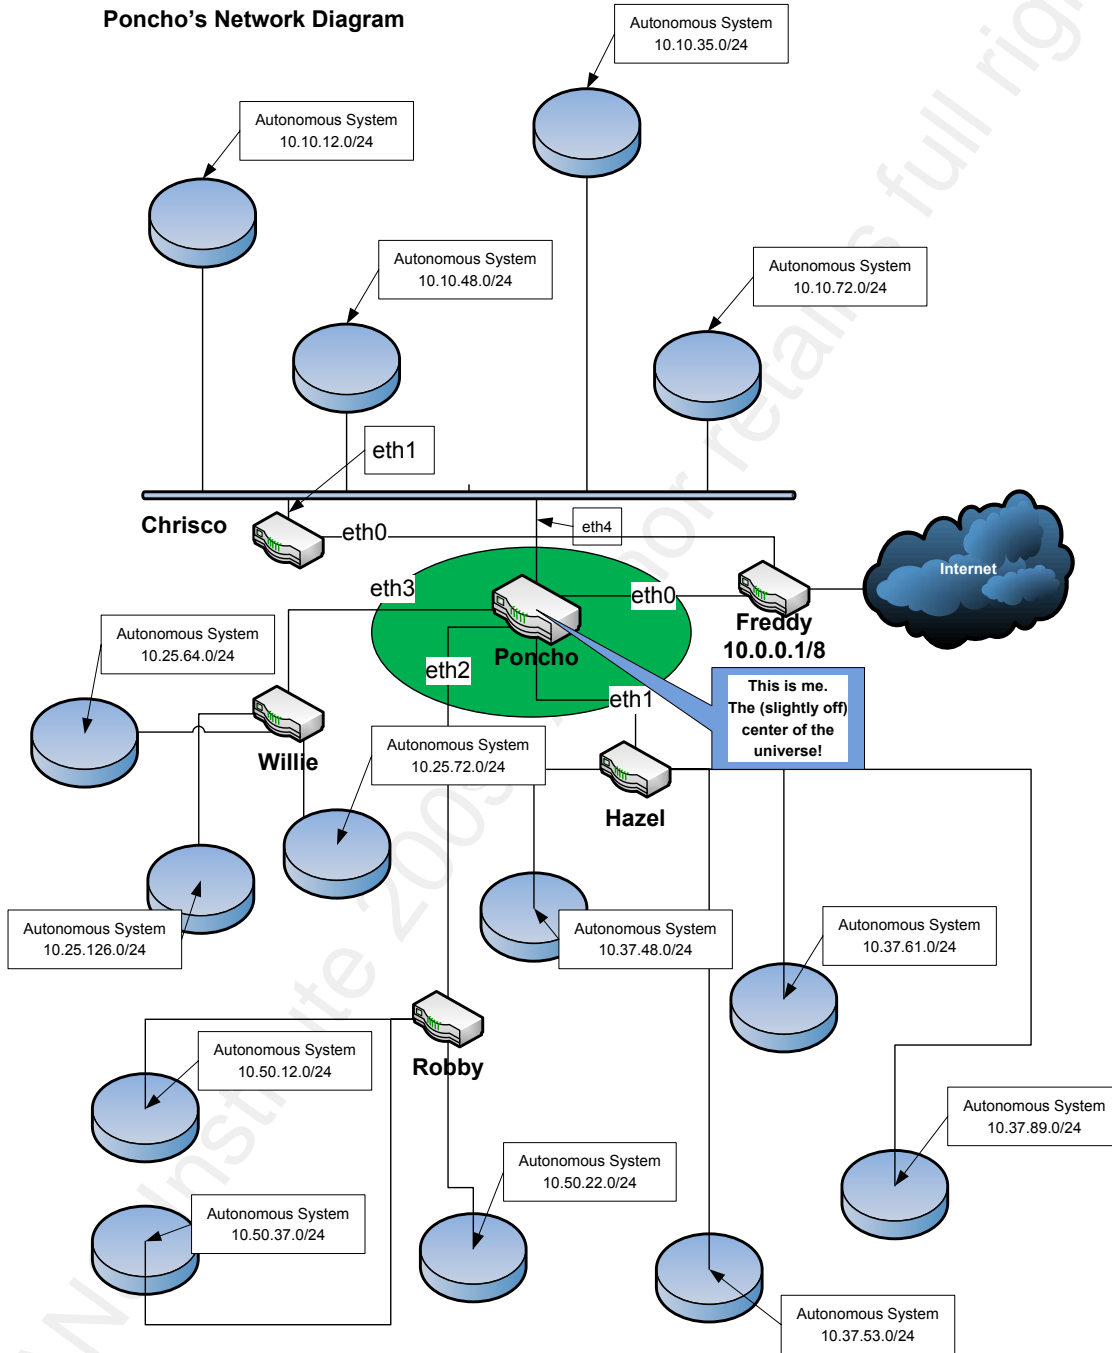 Poncho's Network Diagram
Autonomous System
10.10.35.0/24
Autonomous System
10.10.12.0/24
Autonomous System
10.10.48.0/24
Autonomous System
10.10.72.0/24
eth1
Chrisco
eth0
eth4
Internet
eth3
eth0
Freddy
10.0.0.1/8
Autonomous System
10.25.64.0/24
Poncho
eth2
eth1
This is me.
The (slightly off)
center of the
universe!
Willie
Autonomous System
10.25.72.0/24
Hazel
Autonomous System
10.25.126.0/24
Autonomous System
10.37.48.0/24
Autonomous System
10.37.61.0/24
Robby
Autonomous System
10.50.12.0/24
Autonomous System
10.37.89.0/24
Autonomous System
10.50.22.0/24
Autonomous System
10.50.37.0/24
Autonomous System
10.37.53.0/24